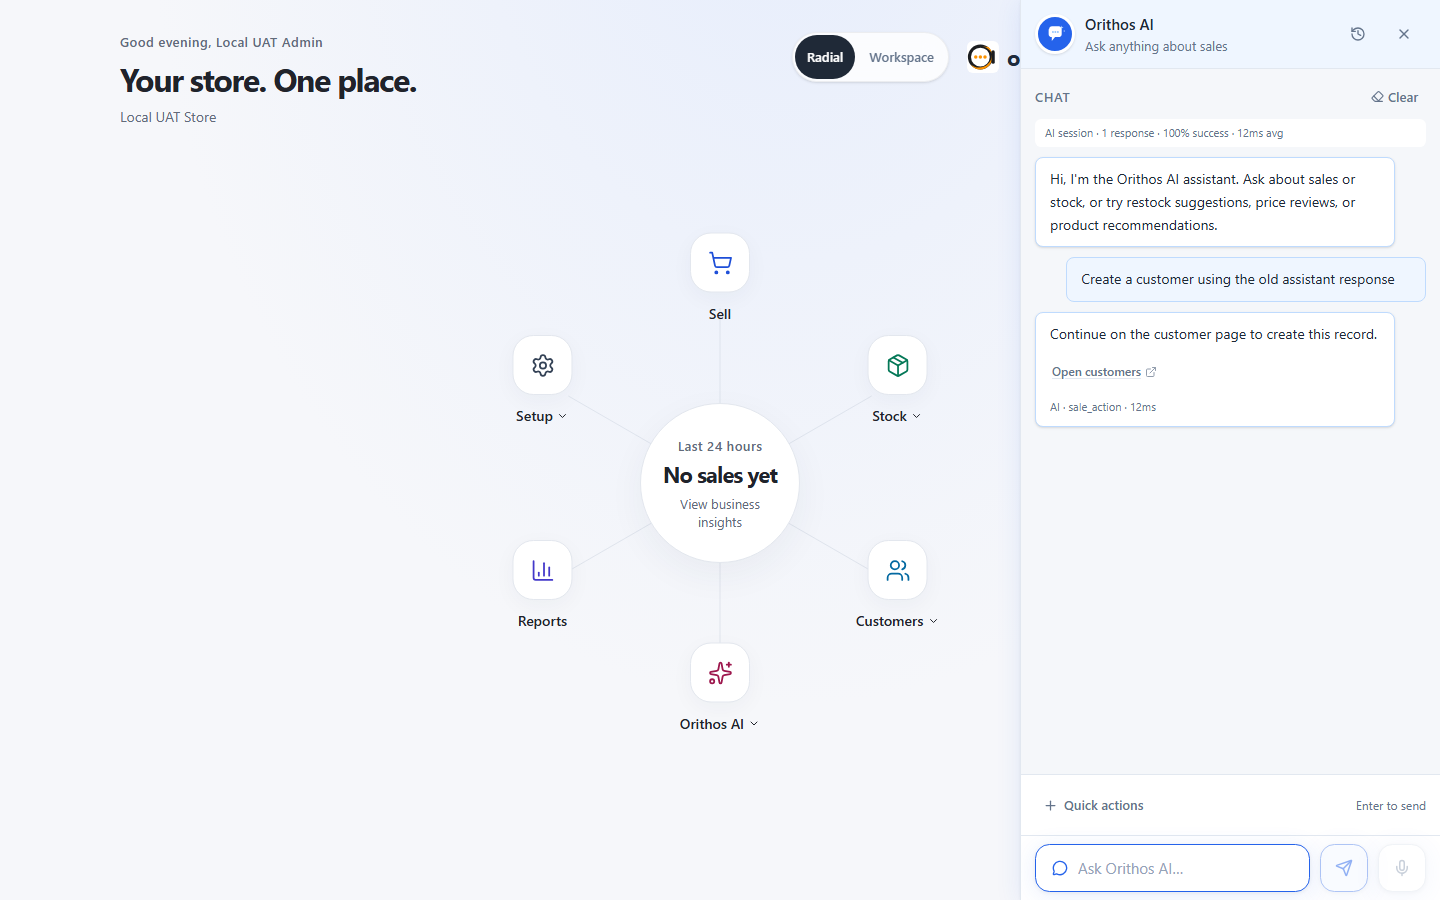 Good evening, Local UAT Admin
Your store. One place.
Local UAT Store
Radial
Workspace
Sell
Setup
Stock
Last 24 hours
No sales yet
View business
insights
Reports
Customers
Orithos AI
Orithos AI
Ask anything about sales
CHAT
Clear
AI session · 1 response · 100% success · 12ms avg
Hi, I'm the Orithos AI assistant. Ask about sales or
stock, or try restock suggestions, price reviews, or
product recommendations.
Create a customer using the old assistant response
Continue on the customer page to create this record.
Open customers
AI · sale_action · 12ms
Quick actions
Enter to send
Ask Orithos AI...